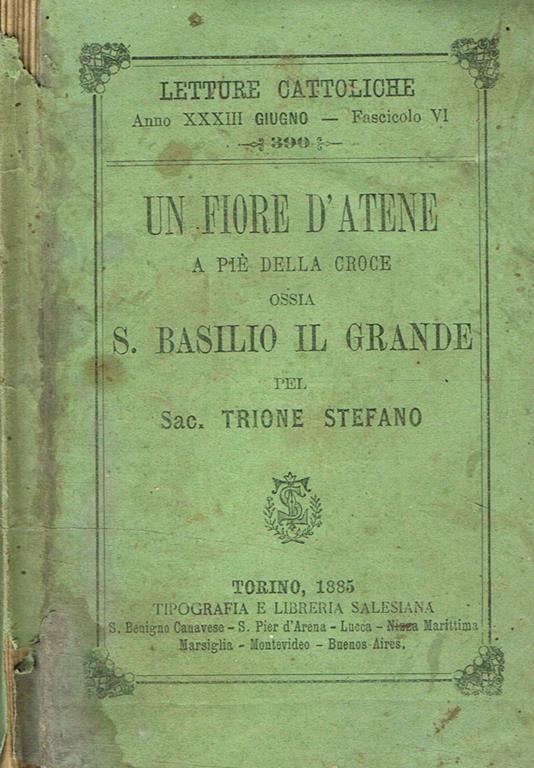 LETTURE CATTOLICHE
Anno XXXIII GIUGNO — Fascicolo VI
390
UN FIORE D'ATENE
A PIÈ DELLA CROCE
OSSIA
S. BASILIO IL GRANDE
PEL
Sac. TRIONE STEFANO
TORINO, 1885
TIPOGRAFIA E LIBRERIA SALESIANA
S. Benigno Canavese - S. Pier d'Arena - Lucca - Nizza Marittima
Marsiglia - Montevideo - Buenos-Aires.